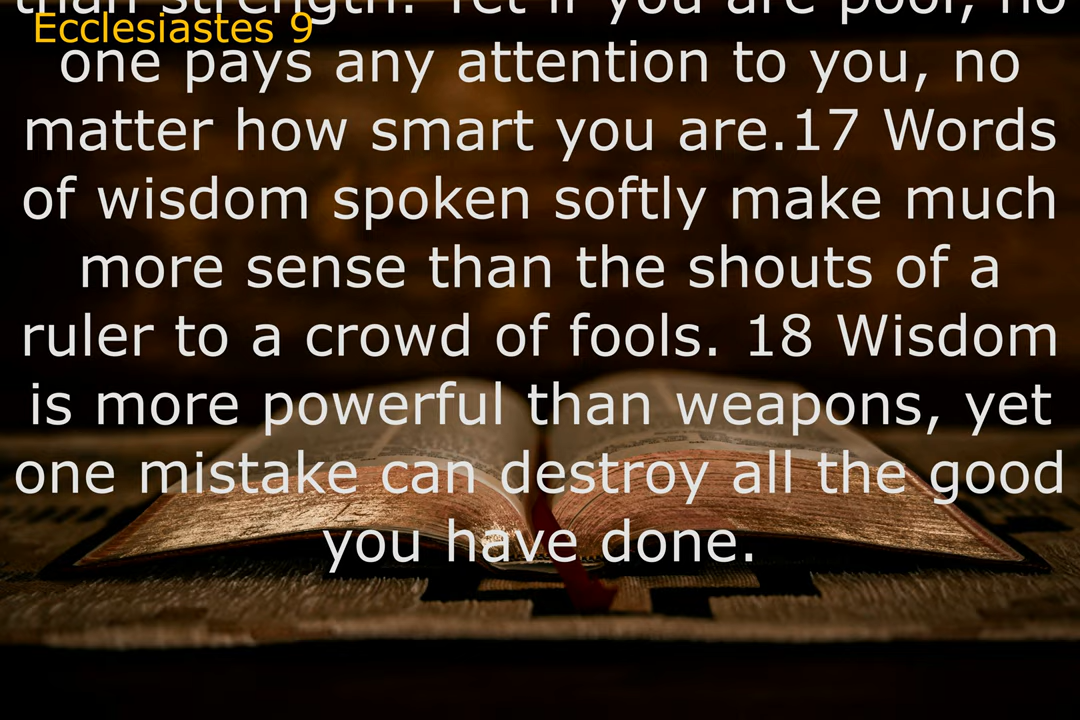 than strength. Yet if you are poor, no
Ecclesiastes 9
one pays any attention to you, no
matter how smart you are.17 Words
of wisdom spoken softly make much
more sense than the shouts of a
ruler to a crowd of fools. 18 Wisdom
is more powerful than weapons, yet
one mistake can destroy all the good
you have done.